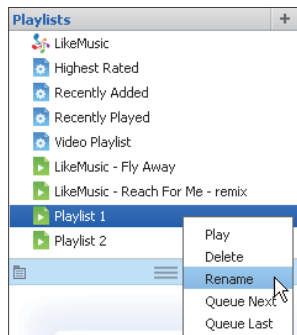 Playlists +
LikeMusic
Highest Rated
Recently Added
Recently Played
Video Playlist
LikeMusic - Fly Away
LikeMusic - Reach For Me - remix
Playlist 1
Playlist 2
Play
Delete
Rename
Queue Next
Queue Last